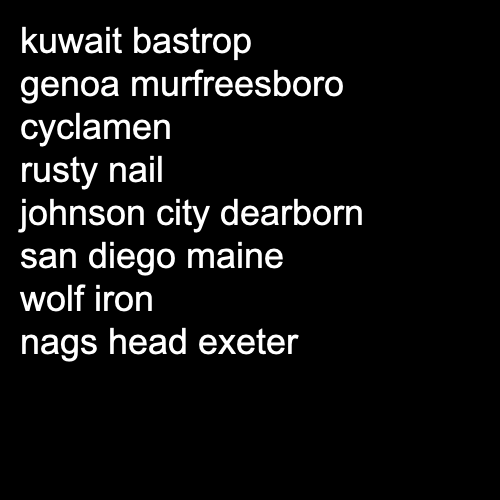 kuwait bastrop
genoa murfreesboro
cyclamen
rusty nail
johnson city dearborn
san diego maine
wolf iron
nags head exeter